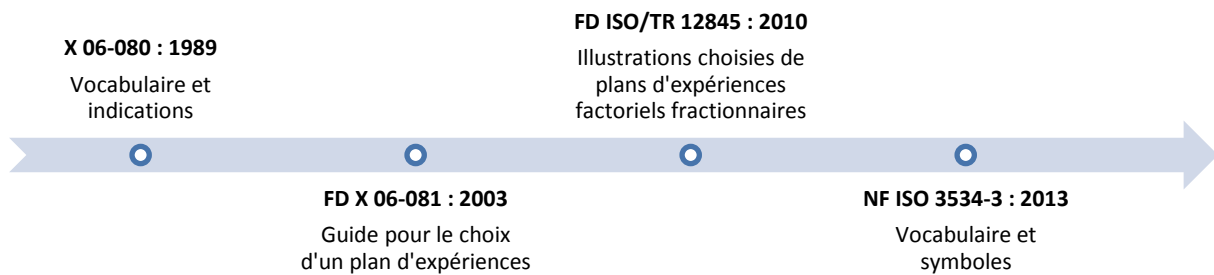 X 06-080 : 1989
Vocabulaire et
indications
FD X 06-081 : 2003
Guide pour le choix
d'un plan d'expériences
FD ISO/TR 12845 : 2010
Illustrations choisies de
plans d'expériences
factoriels fractionnaires
NF ISO 3534-3 : 2013
Vocabulaire et
symboles